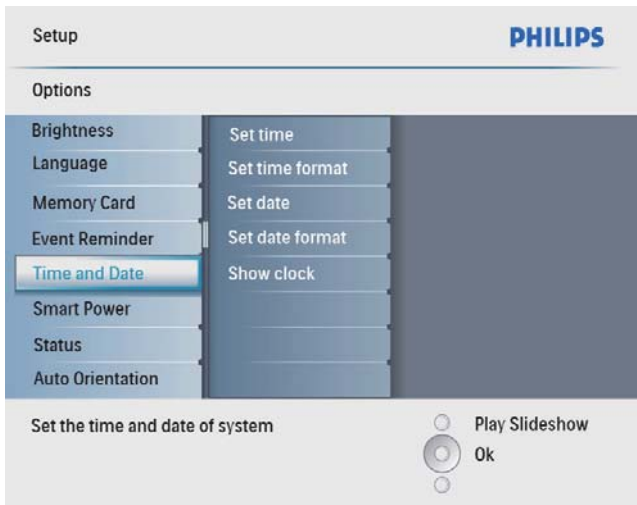 Setup
PHILIPS
Options
Brightness
Language
Memory Card
Event Reminder
Time and Date
Smart Power
Status
Auto Orientation
Set time
Set time format
Set date
Set date format
Show clock
Set the time and date of system
Play Slideshow
Ok